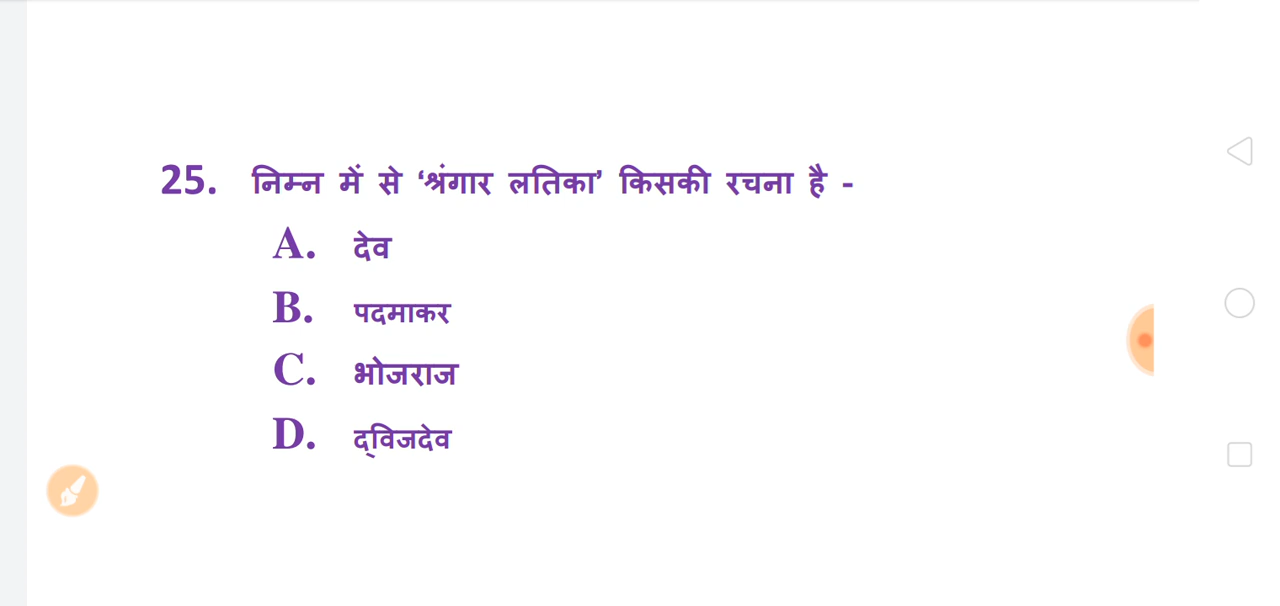 25. निम्न में से ‘श्रंगार लतिका’ किसकी रचना है -
A. देव
B. पदमाकर
C. भोजराज
D. द्‌विजदेव